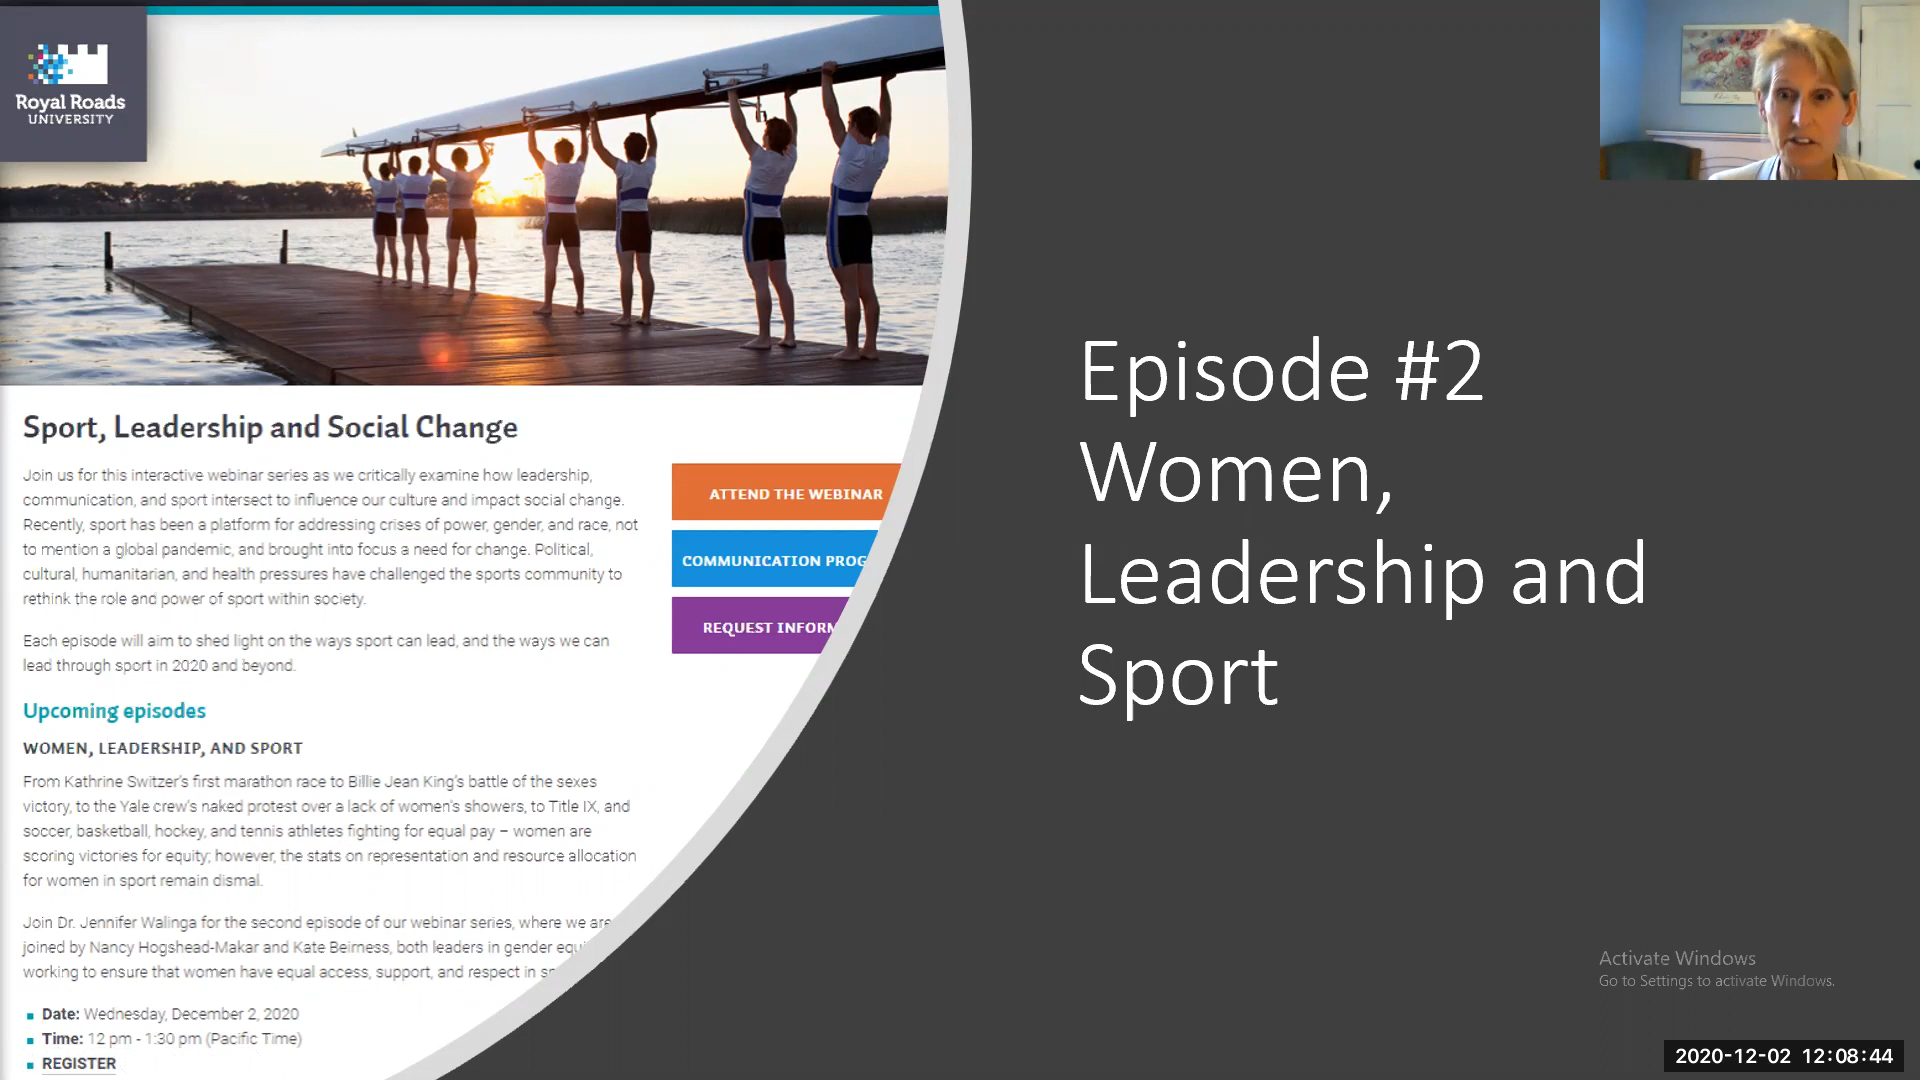 Royal Roads
UNIVERSITY
Sport, Leadership and Social Change
Join us for this interactive webinar series as we critically examine how leadership,
communication, and sport intersect to influence our culture and impact social change.
Recently, sport has been a platform for addressing crises of power, gender, and race, not
to mention a global pandemic, and brought into focus a need for change. Political,
cultural, humanitarian, and health pressures have challenged the sports community to
rethink the role and power of sport within society.
Each episode will aim to shed light on the ways sport can lead, and the ways we can
lead through sport in 2020 and beyond.
Upcoming episodes
WOMEN, LEADERSHIP, AND SPORT
From Kathrine Switzer's first marathon race to Billie Jean King's battle of the sexes
victory, to the Yale crew's naked protest over a lack of women's showers, to Title IX, and
soccer, basketball, hockey, and tennis athletes fighting for equal pay – women are
scoring victories for equity; however, the stats on representation and resource allocation
for women in sport remain dismal.
Join Dr. Jennifer Walinga for the second episode of our webinar series, where we are
joined by Nancy Hogshead-Makar and Kate Beirness, both leaders in gender equi
working to ensure that women have equal access, support, and respect in sp
Date: Wednesday, December 2, 2020
Time: 12 pm - 1:30 pm (Pacific Time)
REGISTER
ATTEND THE WEBINAR
COMMUNICATION PROG
REQUEST INFORM
Episode #2
Women,
Leadership and
Sport
Activate Windows
Go to Settings to activate Windows.
2020-12-02 12:08:44